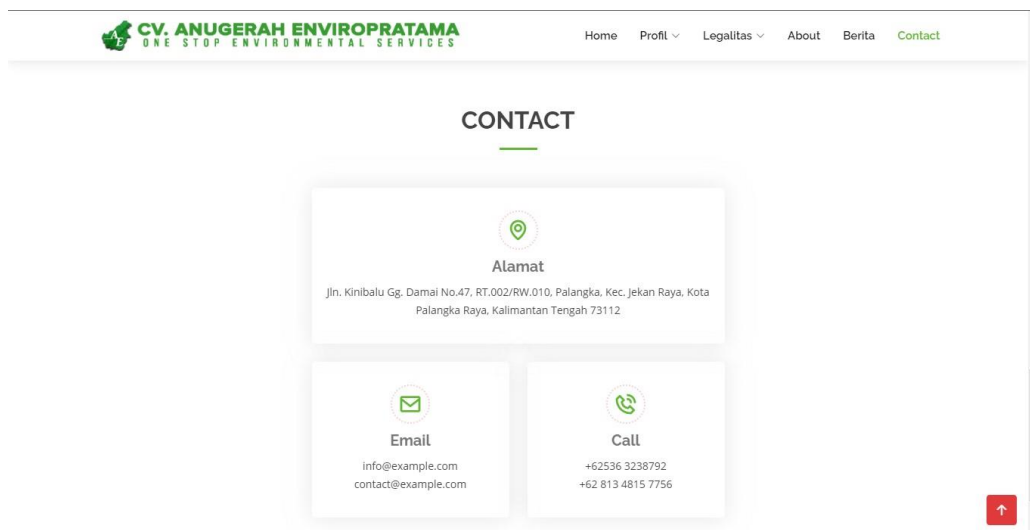 CV. ANUGERAH ENVIROPRATAMA
ONE STOP ENVIRONMENTAL SERVICES
AE
Home Profil Legalitas About Berita Contact
CONTACT
Alamat
Jln. Kinibalu Gg. Damai No.47, RT.002/RW.010, Palangka, Kec. Jekan Raya, Kota
Palangka Raya, Kalimantan Tengah 73112
Email
info@example.com
contact@example.com
Call
+62536 3238792
+62 813 4815 7756